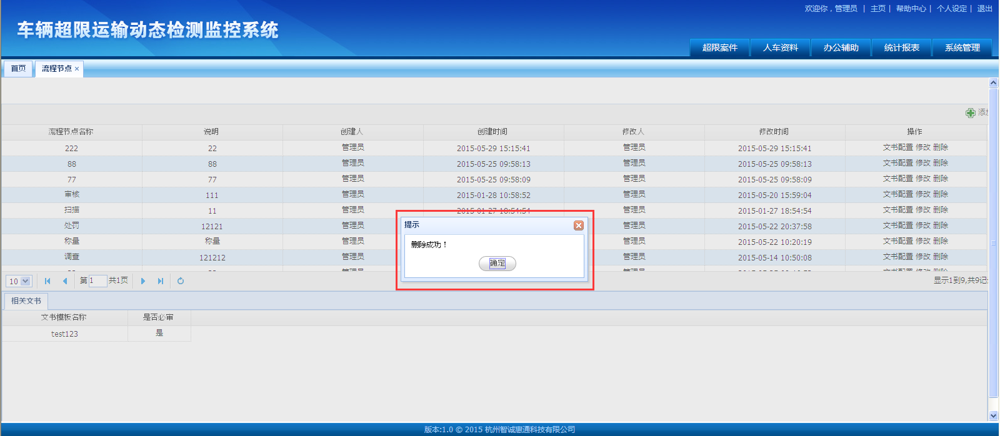 欢迎你，管理员 | 主页 | 帮助中心 | 个人设定 | 退出
车辆超限运输动态检测监控系统
超限案件 人车资料 办公辅助 统计报表 系统管理
首页 流程节点 ×
添加
流程节点名称 说明 创建人 创建时间 修改人 修改时间 操作
222 22 管理员 2015-05-29 15:15:41 管理员 2015-05-29 15:15:41 文书配置 修改 删除
88 88 管理员 2015-05-25 09:58:13 管理员 2015-05-25 09:58:13 文书配置 修改 删除
77 77 管理员 2015-05-25 09:58:09 管理员 2015-05-25 09:58:09 文书配置 修改 删除
审核 111 管理员 2015-01-28 10:58:52 管理员 2015-05-20 15:59:04 文书配置 修改 删除
扫描 11 管理员 2015-01-27 18:54:54 管理员 2015-01-27 18:54:54 文书配置 修改 删除
处罚 12121 管理员 管理员 2015-05-22 20:37:58 文书配置 修改 删除
称量 称量 管理员 管理员 2015-05-22 10:20:19 文书配置 修改 删除
调查 121212 管理员 管理员 2015-05-14 10:50:08 文书配置 修改 删除
提示
删除成功！
确定
10 第 1 共1页 显示1到9,共9记
相关文书
文书模板名称 是否必审
test123 是
版本:1.0 © 2015 杭州智诚惠通科技有限公司